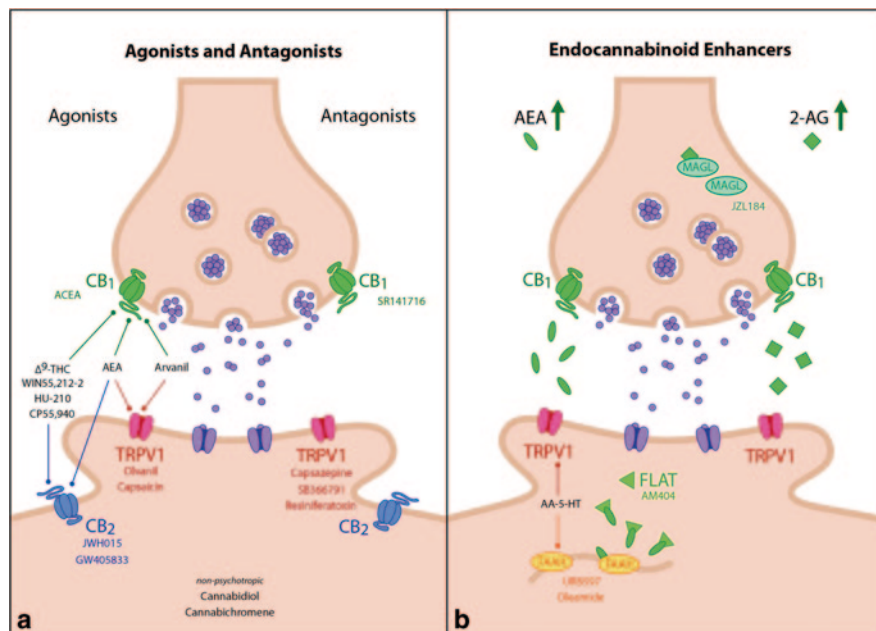 Agonists and Antagonists
Agonists
Antagonists
CB1
ACEA
CB1
SR141716
Δ9-THC
WIN55,212-2
HU-210
CP55,940
AEA
Arvanil
TRPV1
Olvanil
Capsaicin
TRPV1
Capsazepine
SB366791
Resiniferatoxin
CB2
JWH015
GW405833
CB2
non-psychotropic
Cannabidiol
Cannabichromene
a
Endocannabinoid Enhancers
AEA
2-AG
MAGL
MAGL
JZL184
CB1
CB1
TRPV1
TRPV1
FLAT
AM404
AA-5-HT
Oleamide
b